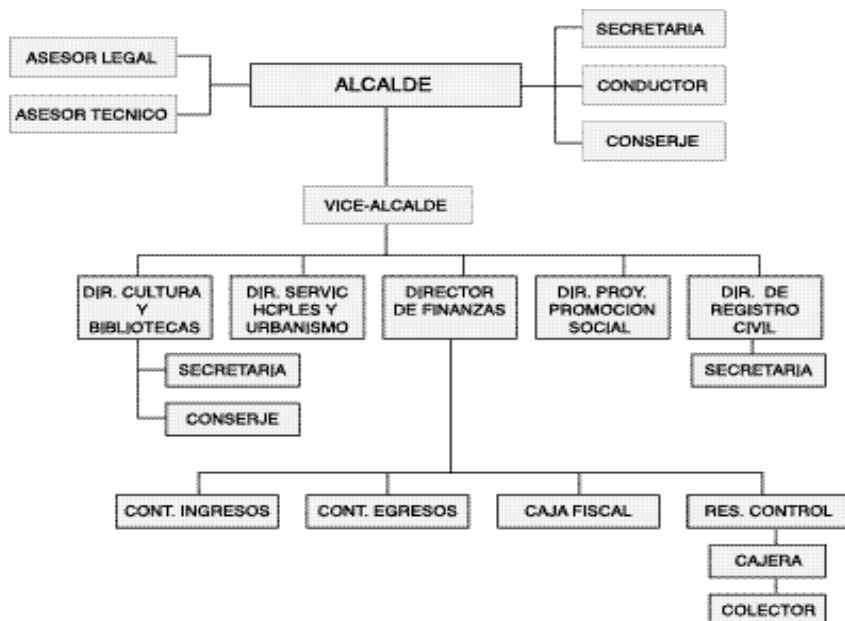 SECRETARIA
ASESOR LEGAL
ALCALDE
CONDUCTOR
ASESOR TECNICO
CONSERJE
VICE-ALCALDE
DIR. CULTURA
Y
BIBLIOTECAS
DIR. SERVIC
HCPLES Y
URBANISMO
DIRECTOR
DE FINANZAS
DIR. PROY.
PROMOCION
SOCIAL
DIR. DE
REGISTRO
CIVIL
SECRETARIA
CONSERJE
SECRETARIA
CONT. INGRESOS
CONT. EGRESOS
CAJA FISCAL
RES. CONTROL
CAJERA
COLECTOR